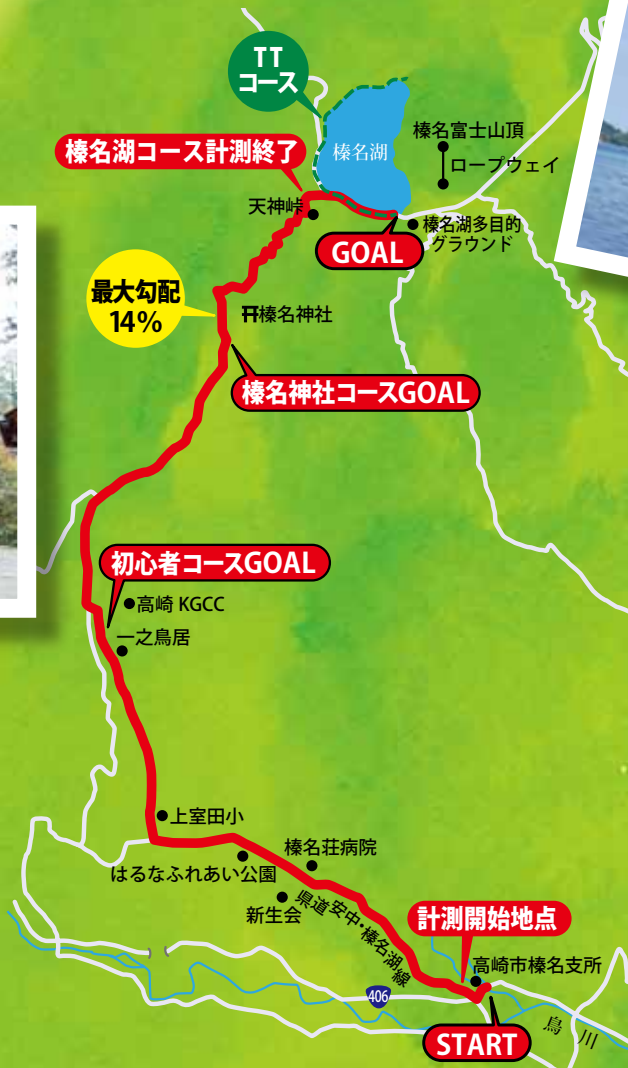 TT
コース
榛名湖コース計測終了
榛名湖
榛名富士山頂
ロープウェイ
天神峠
榛名湖多目的
グラウンド
GOAL
最大勾配
14%
榛名神社
榛名神社コースGOAL
初心者コースGOAL
高崎 KGCC
一之鳥居
上室田小
榛名荘病院
はるなふれあい公園
新生会
県道安中・榛名湖線
計測開始地点
高崎市榛名支所
406
START
烏川